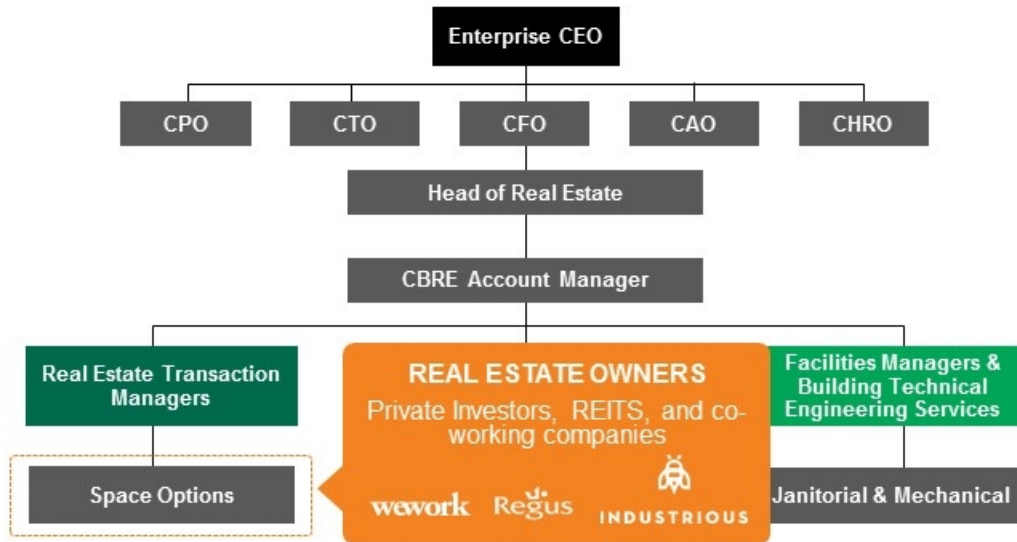 Enterprise CEO
CPO
CTO
CFO
CAO
CHRO
Head of Real Estate
CBRE Account Manager
Real Estate Transaction
Managers
REAL ESTATE OWNERS
Private Investors, REITS, and co-
working companies
wework
Regus
INDUSTRIOUS
Facilities Managers &
Building Technical
Engineering Services
Space Options
Janitorial & Mechanical